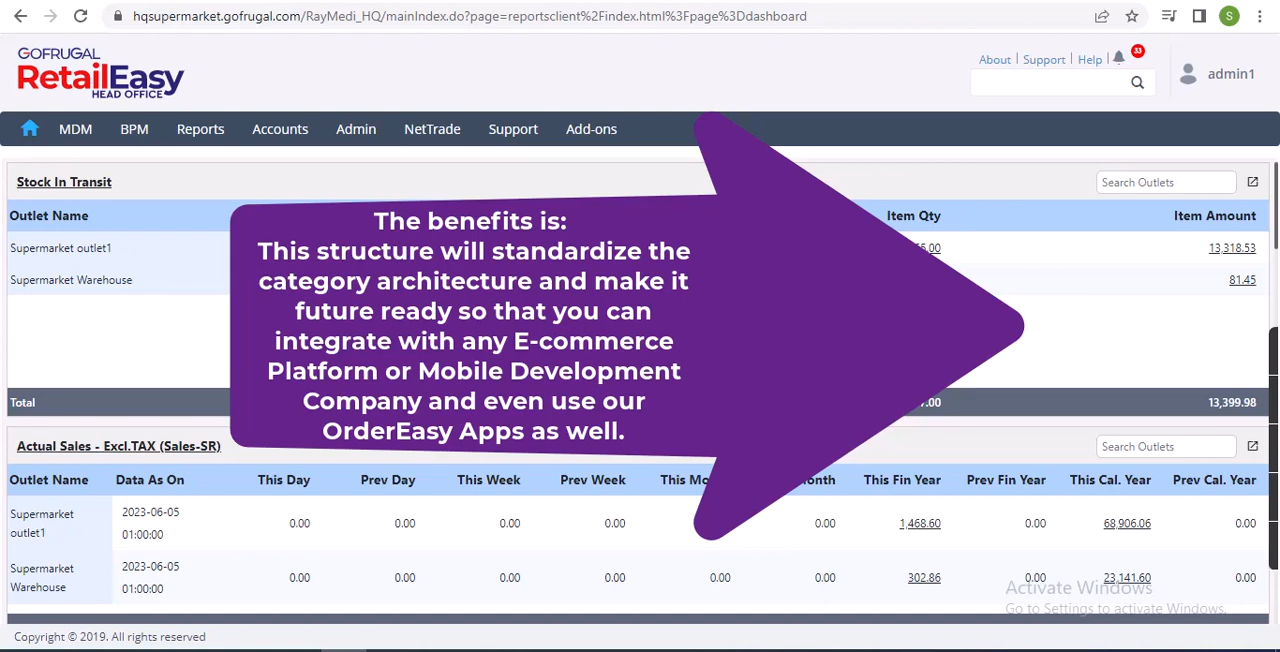 hqsupermarket.gofrugal.com/RayMedi_HQ/mainIndex.do?page=reportsclient%2Findex.html%3Fpage%3Ddashboard
S
GOFRUGAL
RetailEasy
HEAD OFFICE
About | Support | Help | 33
admin1
MDM BPM Reports Accounts Admin NetTrade Support Add-ons
Stock In Transit Search Outlets
Outlet Name Item Qty Item Amount
Supermarket outlet1 13,318.53
Supermarket Warehouse 81.45
Total 13,399.98
The benefits is:
This structure will standardize the
category architecture and make it
future ready so that you can
integrate with any E-commerce
Platform or Mobile Development
Company and even use our
OrderEasy Apps as well.
Actual Sales - Excl.TAX (Sales-SR) Search Outlets
Outlet Name Data As On This Day Prev Day This Week Prev Week This Fin Year Prev Fin Year This Cal. Year Prev Cal. Year
Supermarket outlet1 2023-06-05 01:00:00 0.00 0.00 0.00 0.00 0.00 1,468.60 0.00 68,906.06 0.00
Supermarket Warehouse 2023-06-05 01:00:00 0.00 0.00 0.00 0.00 0.00 0.00 302.86 0.00 23,141.60 0.00
Activate Windows
Go to Settings to activate Windows.
Copyright © 2019. All rights reserved